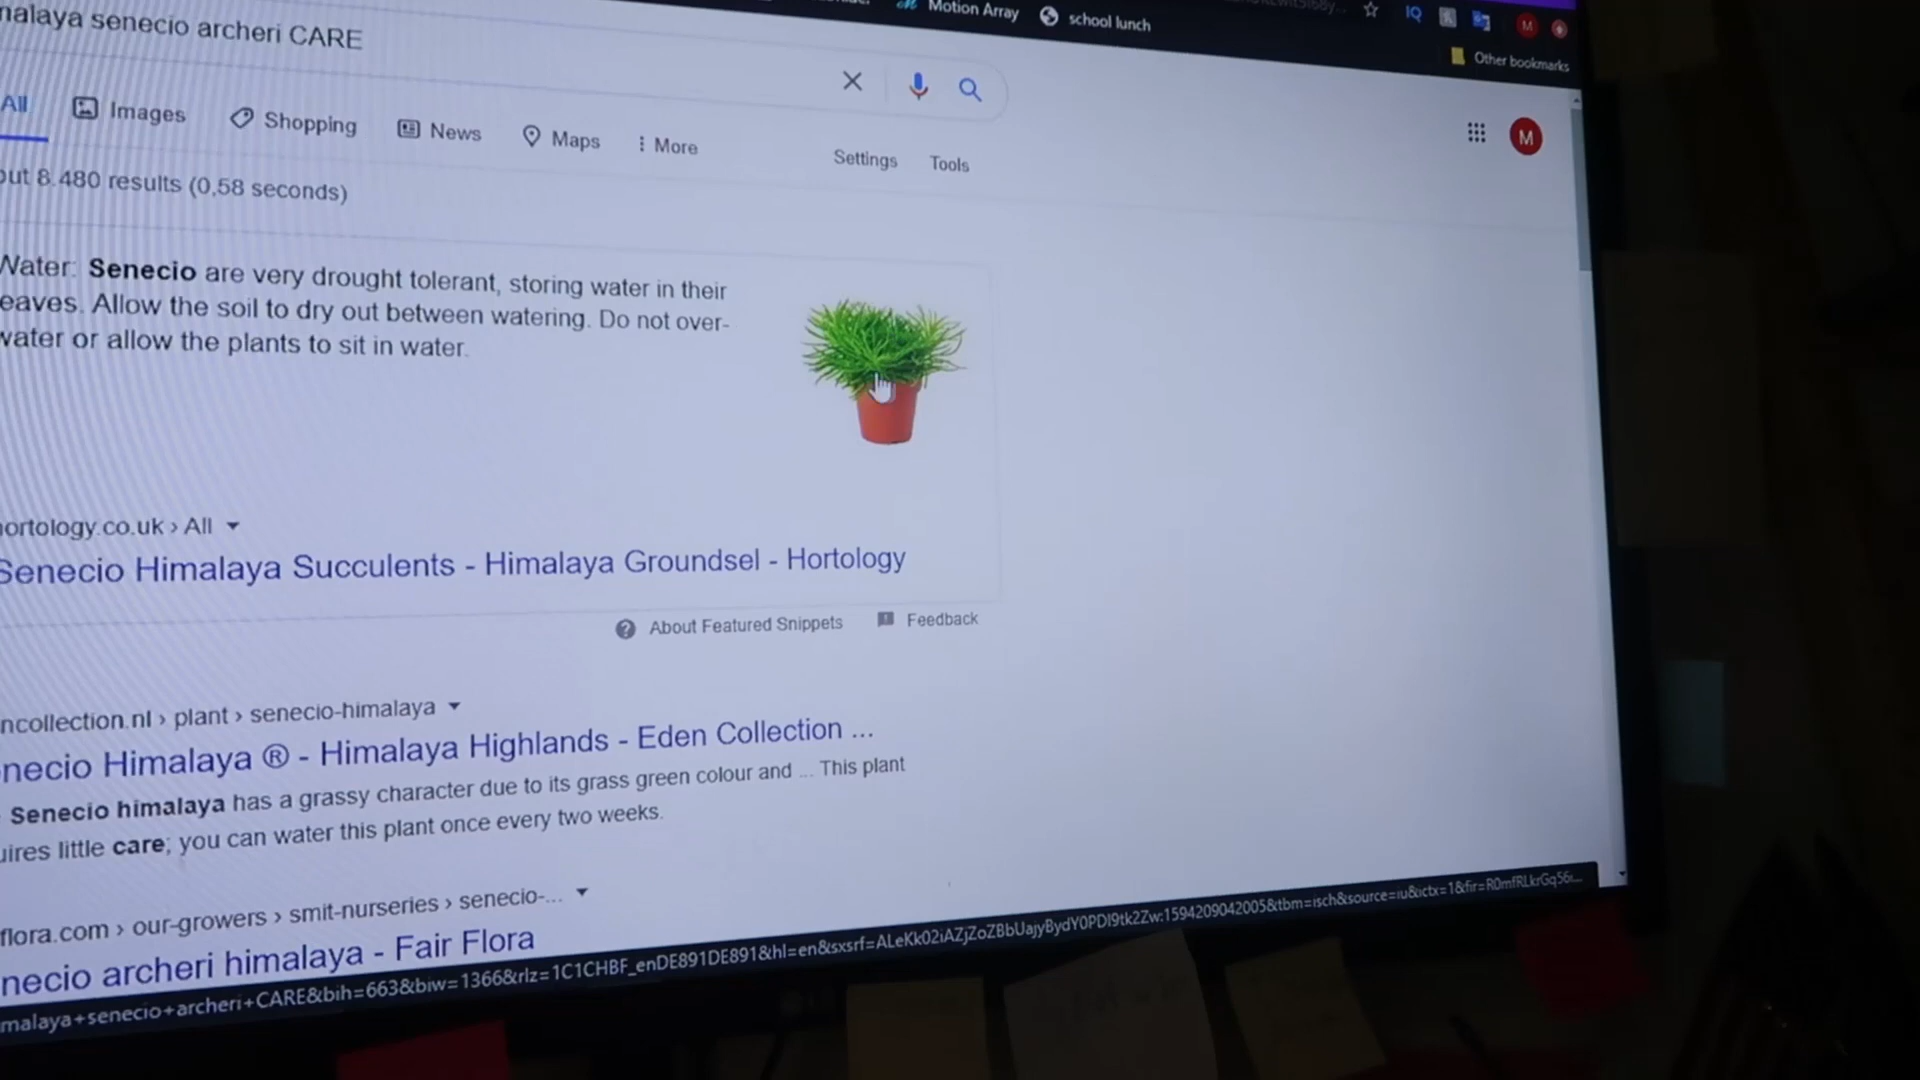 Motion Array school lunch
Other bookmarks
malaya senecio archeri CARE
IQ
M
All Images Shopping News Maps More Settings Tools
M
out 8.480 results (0,58 seconds)
Water: Senecio are very drought tolerant, storing water in their
eaves. Allow the soil to dry out between watering. Do not over-
water or allow the plants to sit in water.
hortology.co.uk › All
Senecio Himalaya Succulents - Himalaya Groundsel - Hortology
About Featured Snippets Feedback
ncollection.nl › plant › senecio-himalaya
necio Himalaya ® - Himalaya Highlands - Eden Collection ...
Senecio himalaya has a grassy character due to its grass green colour and ... This plant
uires little care; you can water this plant once every two weeks.
flora.com › our-growers › smit-nurseries › senecio-...
necio archeri himalaya - Fair Flora
malaya+senecio+archeri+CARE&bih=663&biw=1366&rlz=1C1CHBF_enDE891DE891&hl=en&sxsrf=ALeKk02iAZjZoZBbUajyBydY0PDl9tk2Zw:1594209042005&tbm=isch&source=iu&ictx=1&fir=R0mfRLkrGq56...